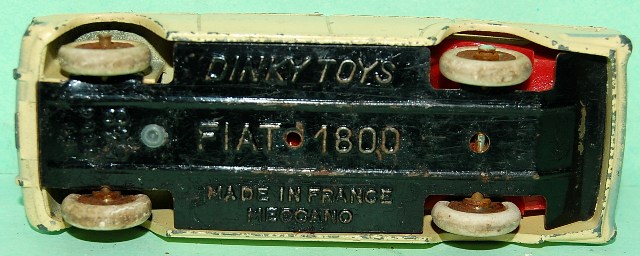 DINKY TOYS
FIAT 1800
MADE IN FRANCE
MECCANO